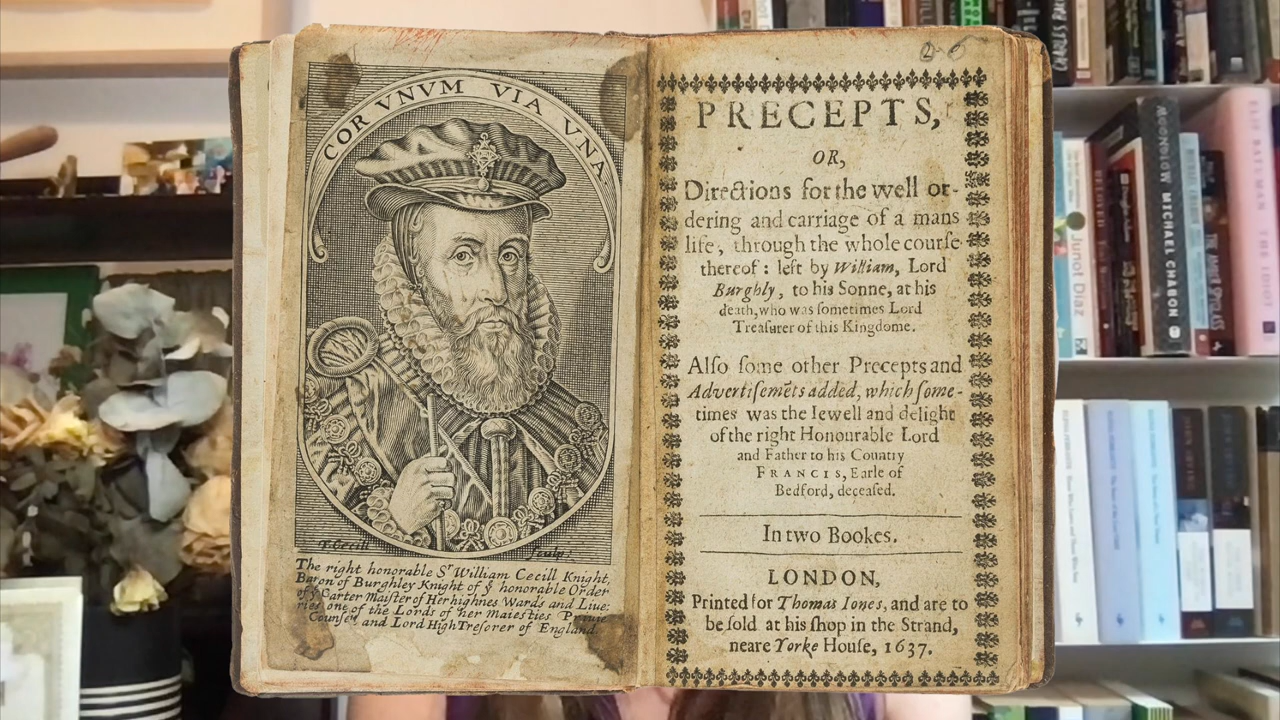 COR VNVM VIA VNA
The right honorable Sr William Cecill Knight,
Baron of Burghley Knight of ẏ honorable Order
of ẏ Garter Maister of Her highnes Wards and Liue:
ries one of the Lords of her maiesties Priuie
Counsel, and Lord High Tresorer of England
PRECEPTS,
OR,
Directions for the well or-
dering and carriage of a mans
life, through the whole courſe
thereof : left by William, Lord
Burghly, to his Sonne, at his
death, who was ſometimes Lord
Treaſurer of this Kingdome.
Alſo ſome other Precepts and
Advertiſemēts added, which ſome-
times was the Iewell and delight
of the right Honourable Lord
and Father to his Country
FRANCIS, Earle of
Bedford, deceaſed.
In two Bookes.
LONDON,
Printed for Thomas Iones, and are to
be ſold at his ſhop in the Strand,
neare Yorke Houſe, 1637.
CHARLES
MICHAEL CHABON
Junot Díaz
ELIF BATUMAN THE IDIOT